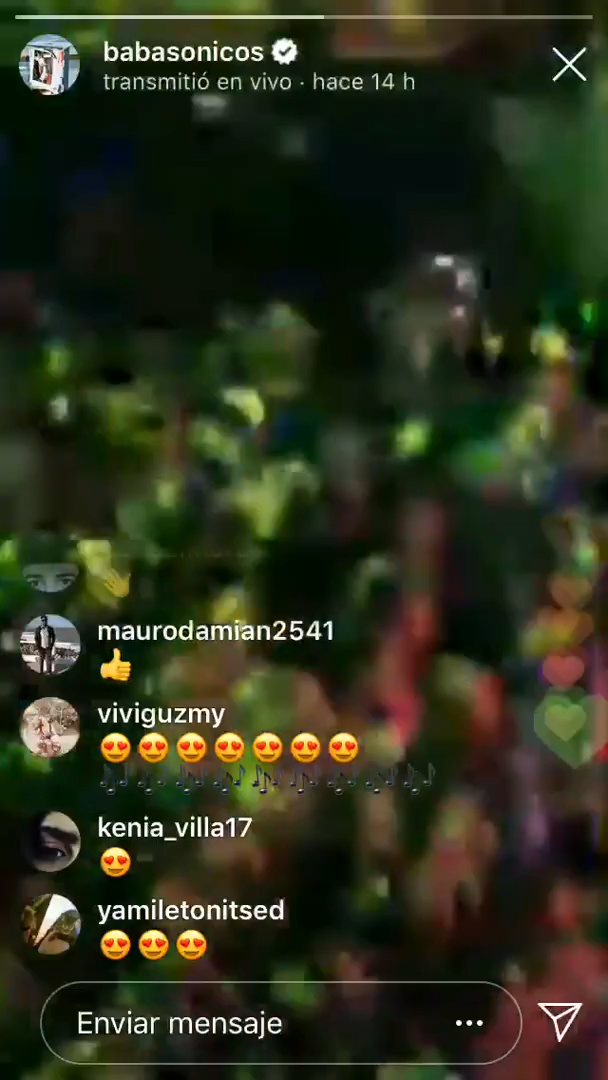 babasonicos
transmitió en vivo · hace 14 h
maurodamian2541
👍
viviguzmy
😍😍😍😍😍😍😍
🎶🎶🎶🎶🎶🎶🎶🎶🎶
kenia_villa17
😍
yamiletonitsed
😍😍😍
Enviar mensaje